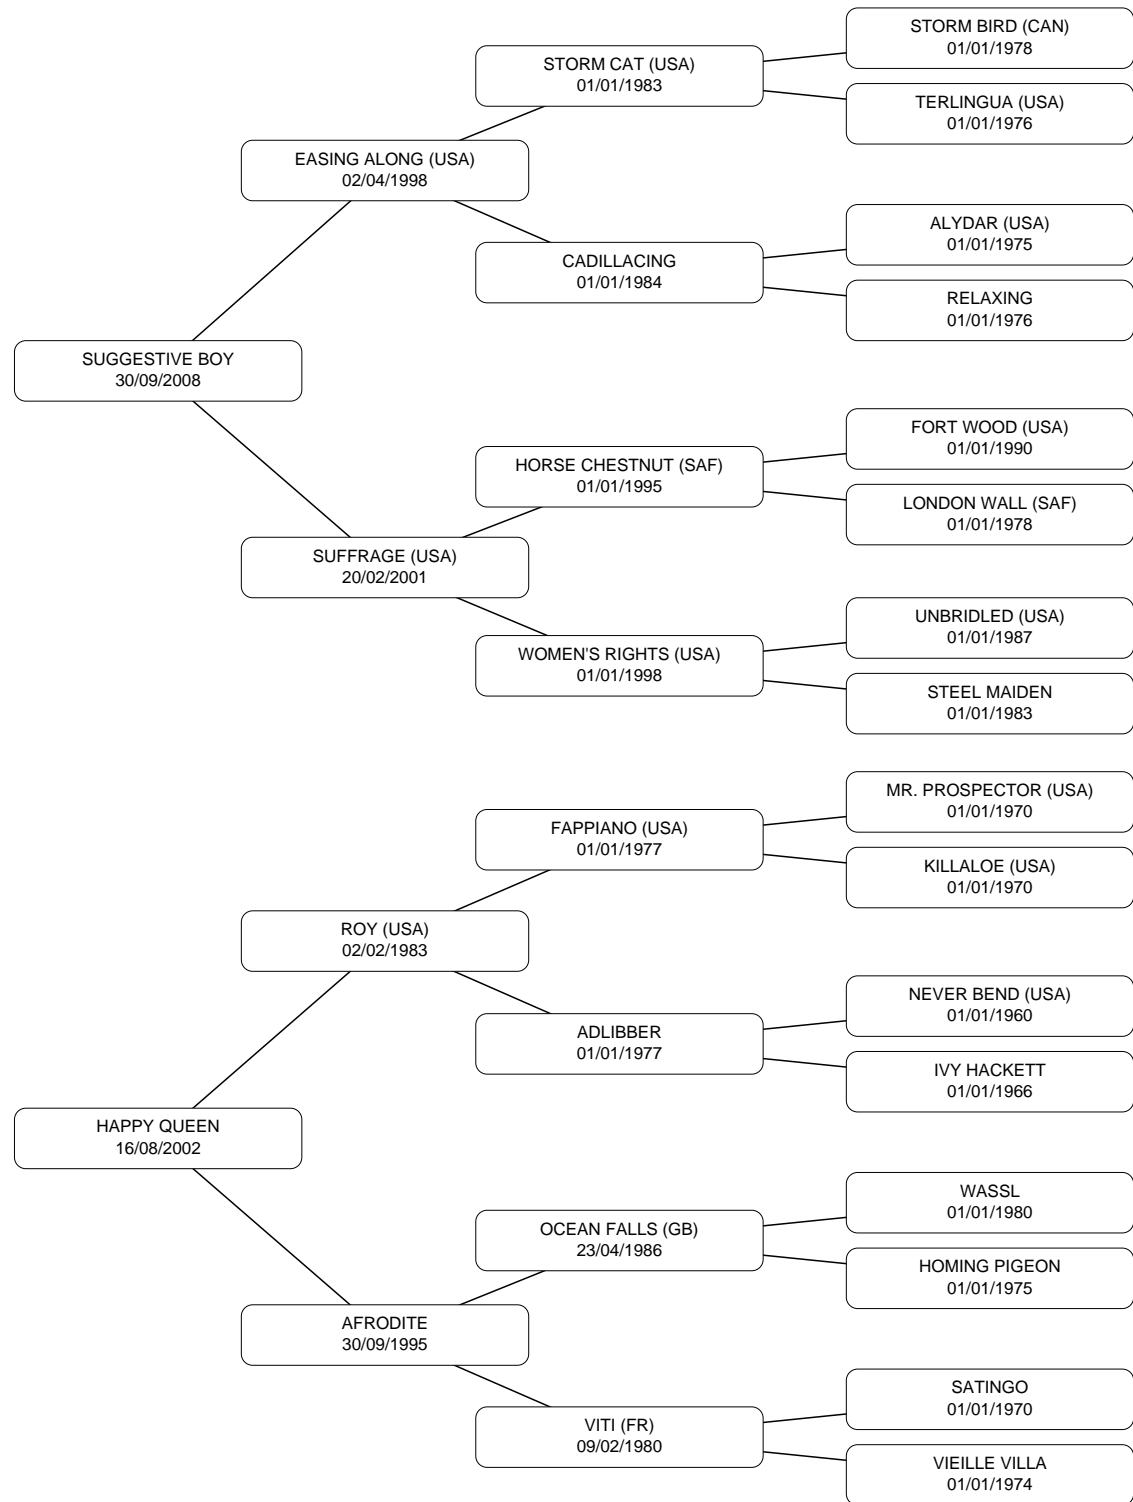 STORM BIRD (CAN)
01/01/1978
STORM CAT (USA)
01/01/1983
TERLINGUA (USA)
01/01/1976
EASING ALONG (USA)
02/04/1998
ALYDAR (USA)
01/01/1975
CADILLACING
01/01/1984
RELAXING
01/01/1976
SUGGESTIVE BOY
30/09/2008
FORT WOOD (USA)
01/01/1990
HORSE CHESTNUT (SAF)
01/01/1995
LONDON WALL (SAF)
01/01/1978
SUFFRAGE (USA)
20/02/2001
UNBRIDLED (USA)
01/01/1987
WOMEN'S RIGHTS (USA)
01/01/1998
STEEL MAIDEN
01/01/1983
MR. PROSPECTOR (USA)
01/01/1970
FAPPIANO (USA)
01/01/1977
KILLALOE (USA)
01/01/1970
ROY (USA)
02/02/1983
NEVER BEND (USA)
01/01/1960
ADLIBBER
01/01/1977
IVY HACKETT
01/01/1966
HAPPY QUEEN
16/08/2002
WASSL
01/01/1980
OCEAN FALLS (GB)
23/04/1986
HOMING PIGEON
01/01/1975
AFRODITE
30/09/1995
SATINGO
01/01/1970
VITI (FR)
09/02/1980
VIEILLE VILLA
01/01/1974